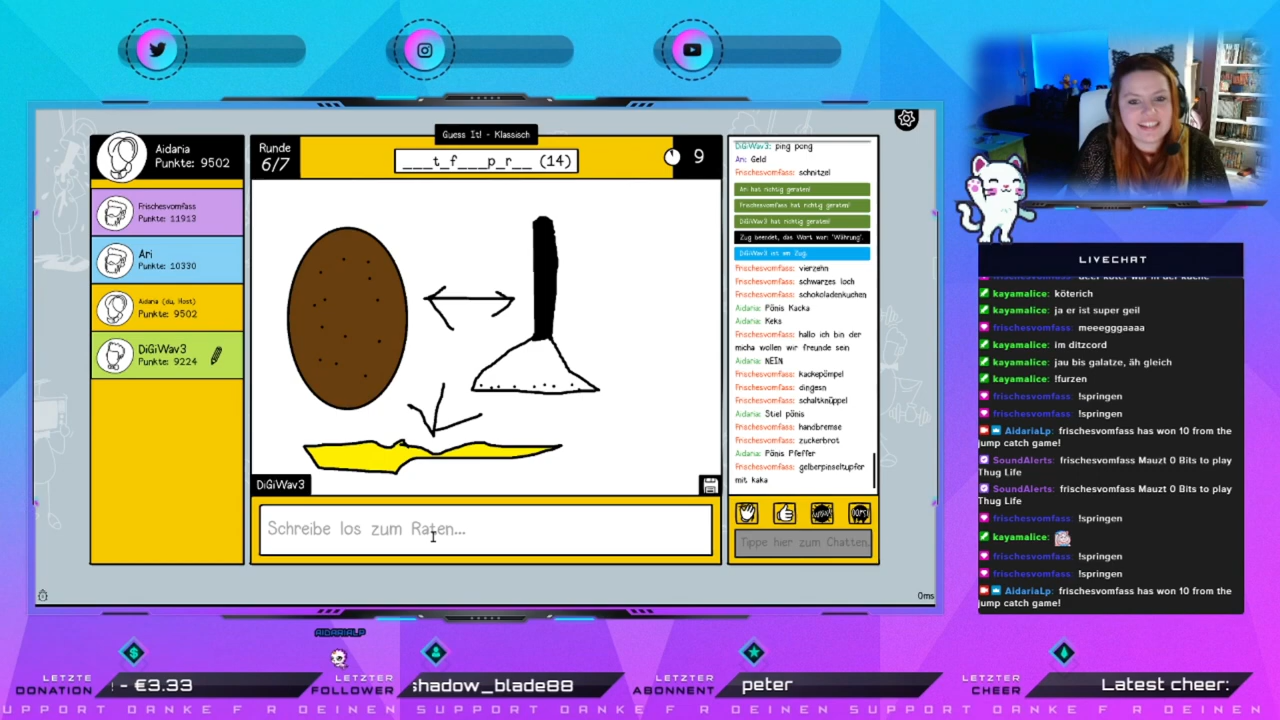 Guess It! - Klassisch
Aidaria
Punkte: 9502
Runde
6/7
___t_f___p_r__ (14)
9
Frischesvomfass
Punkte: 11913
Ari
Punkte: 10330
Aidaria (du, Host)
Punkte: 9502
DiGiWav3
Punkte: 9224
DiGiWav3
Schreibe los zum Raten...
DiGiWav3: ping pong
Ari: Geld
Frischesvomfass: schnitzel
Ari hat richtig geraten!
Frischesvomfass hat richtig geraten!
DiGiWav3 hat richtig geraten!
Zug beendet, das Wort war: 'Währung'.
DiGiWav3 ist am Zug.
Frischesvomfass: vierzehn
Frischesvomfass: schwarzes loch
Frischesvomfass: schokoladenkuchen
Aidaria: Pönis Kacka
Aidaria: Keks
Frischesvomfass: hallo ich bin der
micha wollen wir freunde sein
Aidaria: NEIN
Frischesvomfass: kackepömpel
Frischesvomfass: dingesn
Frischesvomfass: schaltknüppel
Aidaria: Stiel pönis
Frischesvomfass: handbremse
Frischesvomfass: zuckerbrot
Aidaria: Pönis Pfeffer
Frischesvomfass: gelberpinseltupfer
mit kaka
Tippe hier zum Chatten.
0ms
LIVECHAT
kayamalice: köterich
kayamalice: ja er ist super geil
frischesvomfass: meeegggaaaa
kayamalice: im ditzcord
kayamalice: jau bis galatze, äh gleich
kayamalice: !furzen
frischesvomfass: !springen
frischesvomfass: !springen
AidariaLp: frischesvomfass has won 10 from the
jump catch game!
SoundAlerts: frischesvomfass Mauzt 0 Bits to play
Thug Life
SoundAlerts: frischesvomfass Mauzt 0 Bits to play
Thug Life
frischesvomfass: !springen
kayamalice:
frischesvomfass: !springen
frischesvomfass: !springen
AidariaLp: frischesvomfass has won 10 from the
jump catch game!
AIDARIALP
LETZTE
DONATION
- €3.33
LETZTER
FOLLOWER
shadow_blade88
LETZTER
ABONNENT
peter
LETZTER
CHEER
Latest cheer:
UPPORT DANKE F R DEINEN SUPPORT DANKE F R DEINEN SUPPORT DANKE F R DEINEN